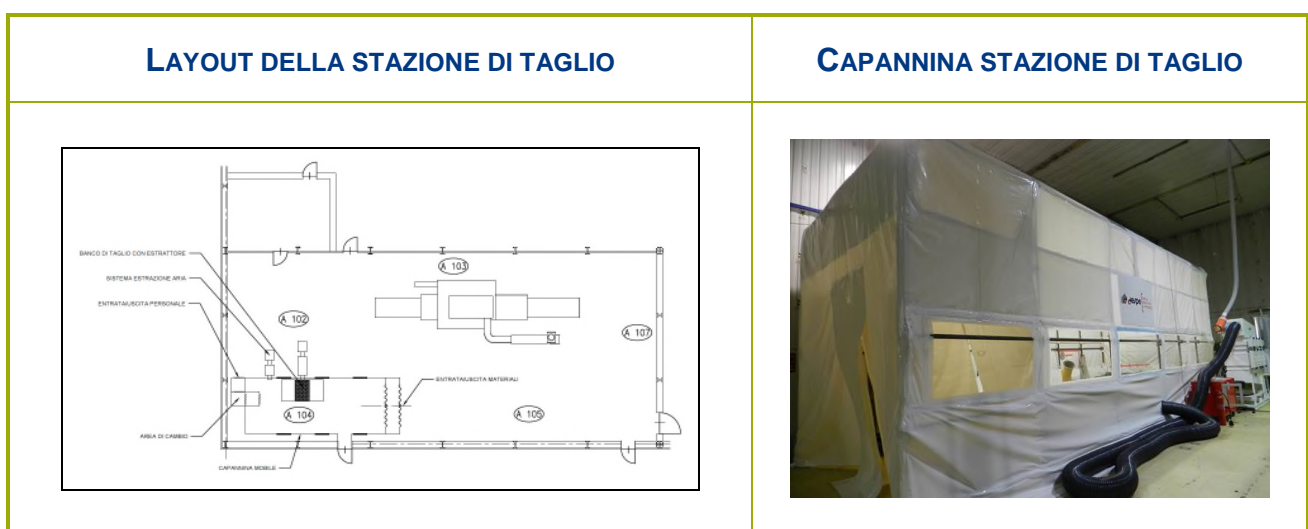 LAYOUT DELLA STAZIONE DI TAGLIO
CAPANNINA STAZIONE DI TAGLIO
BANCO DI TAGLIO CON ESTRATTORE
SISTEMA ESTRAZIONE ARIA
ENTRATA/USCITA PERSONALE
A 103
A 102
A 107
ENTRATA/USCITA MATERIALI
A 104
A 105
AREA DI CAMBIO
CAPANNINA MOBILE